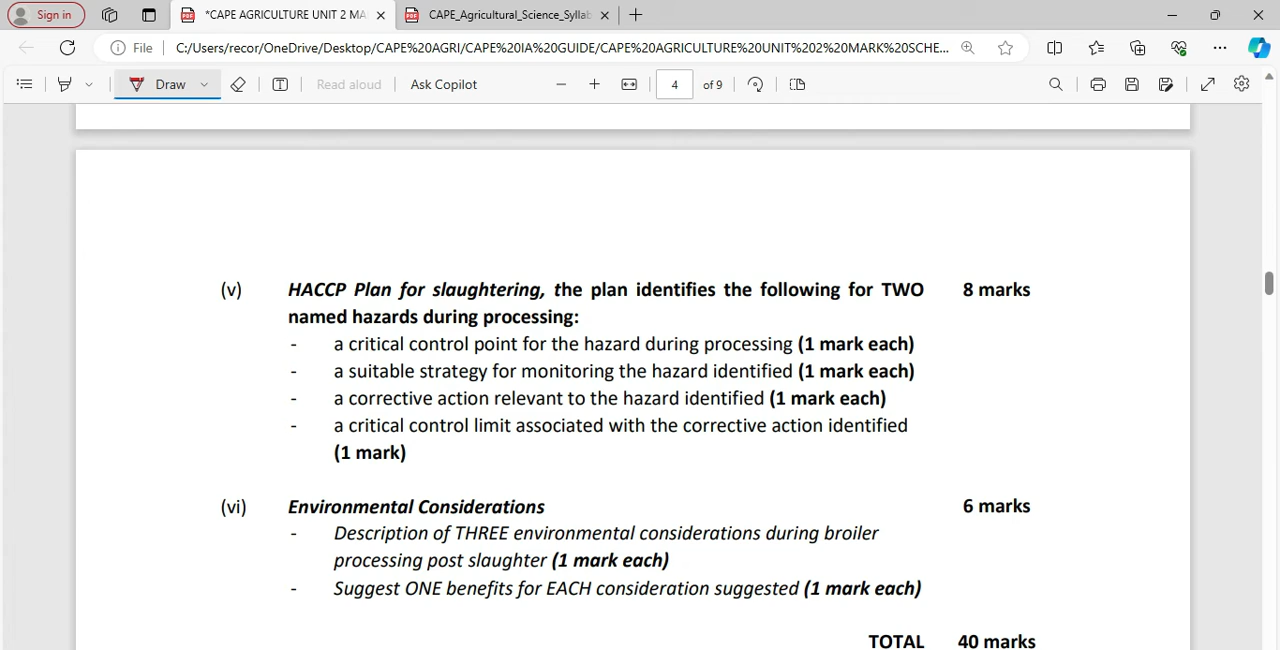 Sign in
*CAPE AGRICULTURE UNIT 2 MA
CAPE_Agricultural_Science_Syllab
File C:/Users/recor/OneDrive/Desktop/CAPE%20AGRI/CAPE%20IA%20GUIDE/CAPE%20AGRICULTURE%20UNIT%202%20MARK%20SCHE...
Draw Read aloud Ask Copilot 4 of 9
(v) HACCP Plan for slaughtering, the plan identifies the following for TWO 8 marks
named hazards during processing:
- a critical control point for the hazard during processing (1 mark each)
- a suitable strategy for monitoring the hazard identified (1 mark each)
- a corrective action relevant to the hazard identified (1 mark each)
- a critical control limit associated with the corrective action identified
(1 mark)
(vi) Environmental Considerations 6 marks
- Description of THREE environmental considerations during broiler
processing post slaughter (1 mark each)
- Suggest ONE benefits for EACH consideration suggested (1 mark each)
TOTAL 40 marks